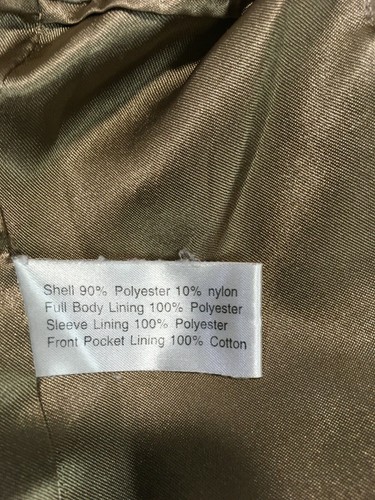 Shell 90% Polyester 10% nylon
Full Body Lining 100% Polyester
Sleeve Lining 100% Polyester
Front Pocket Lining 100% Cotton